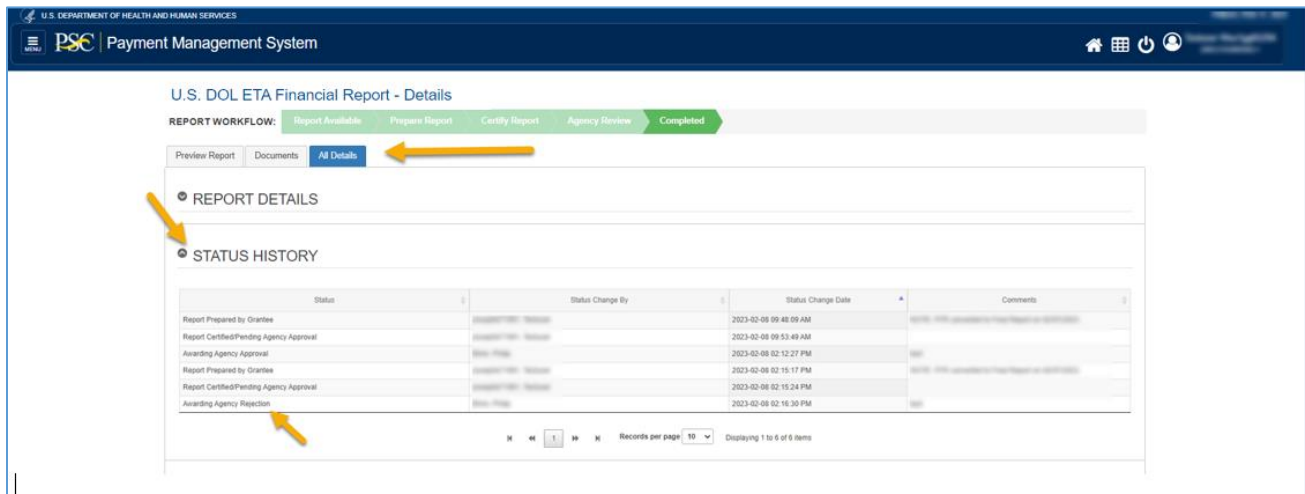 U.S. DEPARTMENT OF HEALTH AND HUMAN SERVICES
MENU PSC Payment Management System
U.S. DOL ETA Financial Report - Details
REPORT WORKFLOW: Report Available Prepare Report Certify Report Agency Review Completed
Preview Report Documents All Details
REPORT DETAILS
STATUS HISTORY
Status Status Change By Status Change Date Comments
Report Prepared by Grantee 2023-02-08 09:48:09 AM
Report Certified/Pending Agency Approval 2023-02-08 09:53:49 AM
Awarding Agency Approval 2023-02-08 02:12:27 PM
Report Prepared by Grantee 2023-02-08 02:15:17 PM
Report Certified/Pending Agency Approval 2023-02-08 02:15:24 PM
Awarding Agency Rejection 2023-02-08 02:16:30 PM
1 Records per page 10 Displaying 1 to 6 of 6 items